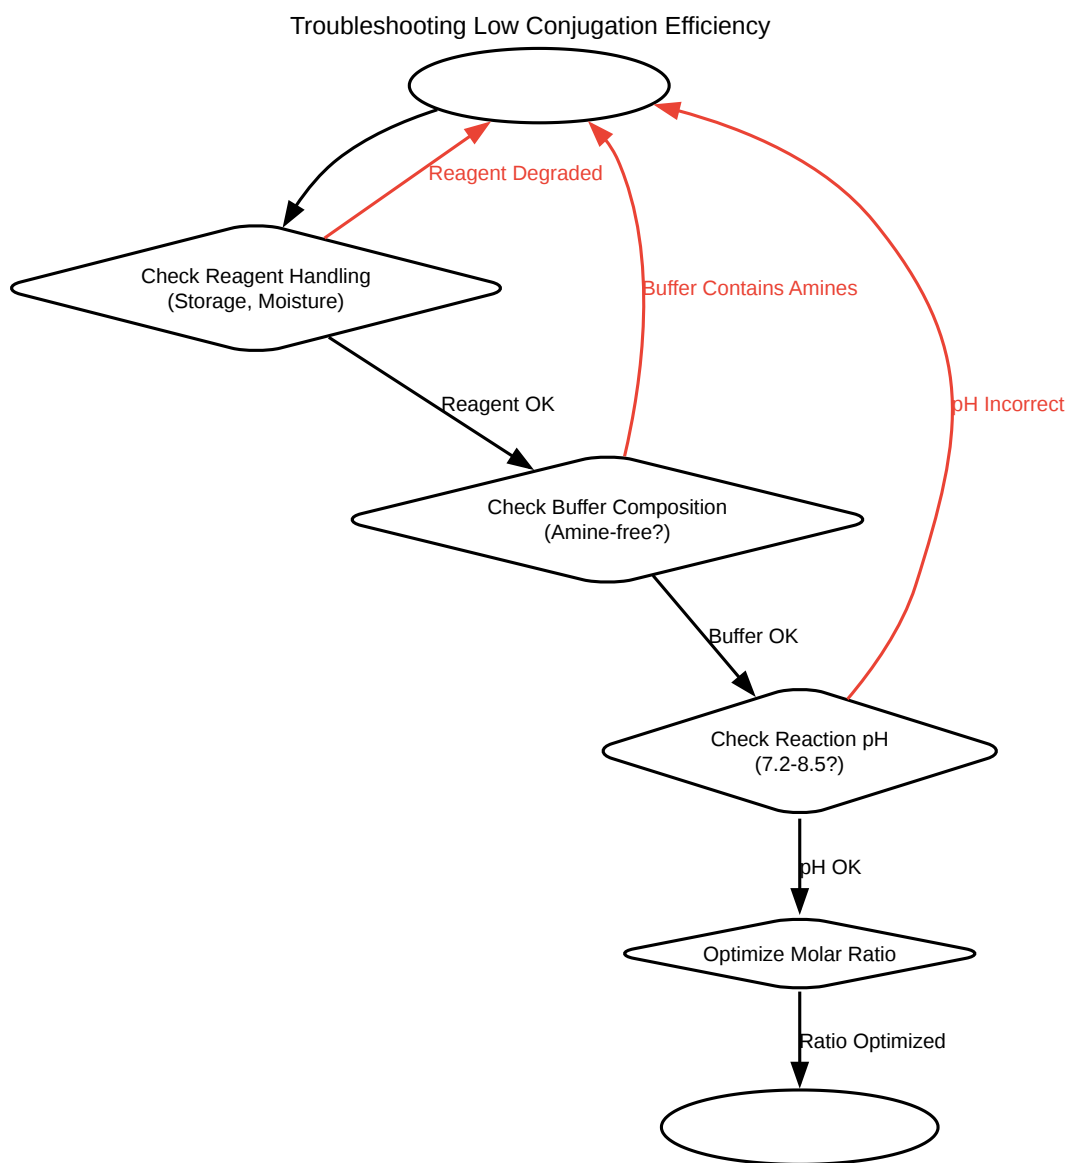 Troubleshooting Low Conjugation Efficiency
Reagent Degraded
Check Reagent Handling
(Storage, Moisture)
Buffer Contains Amines
Reagent OK
pH Incorrect
Check Buffer Composition
(Amine-free?)
Buffer OK
Check Reaction pH
(7.2-8.5?)
pH OK
Optimize Molar Ratio
Ratio Optimized